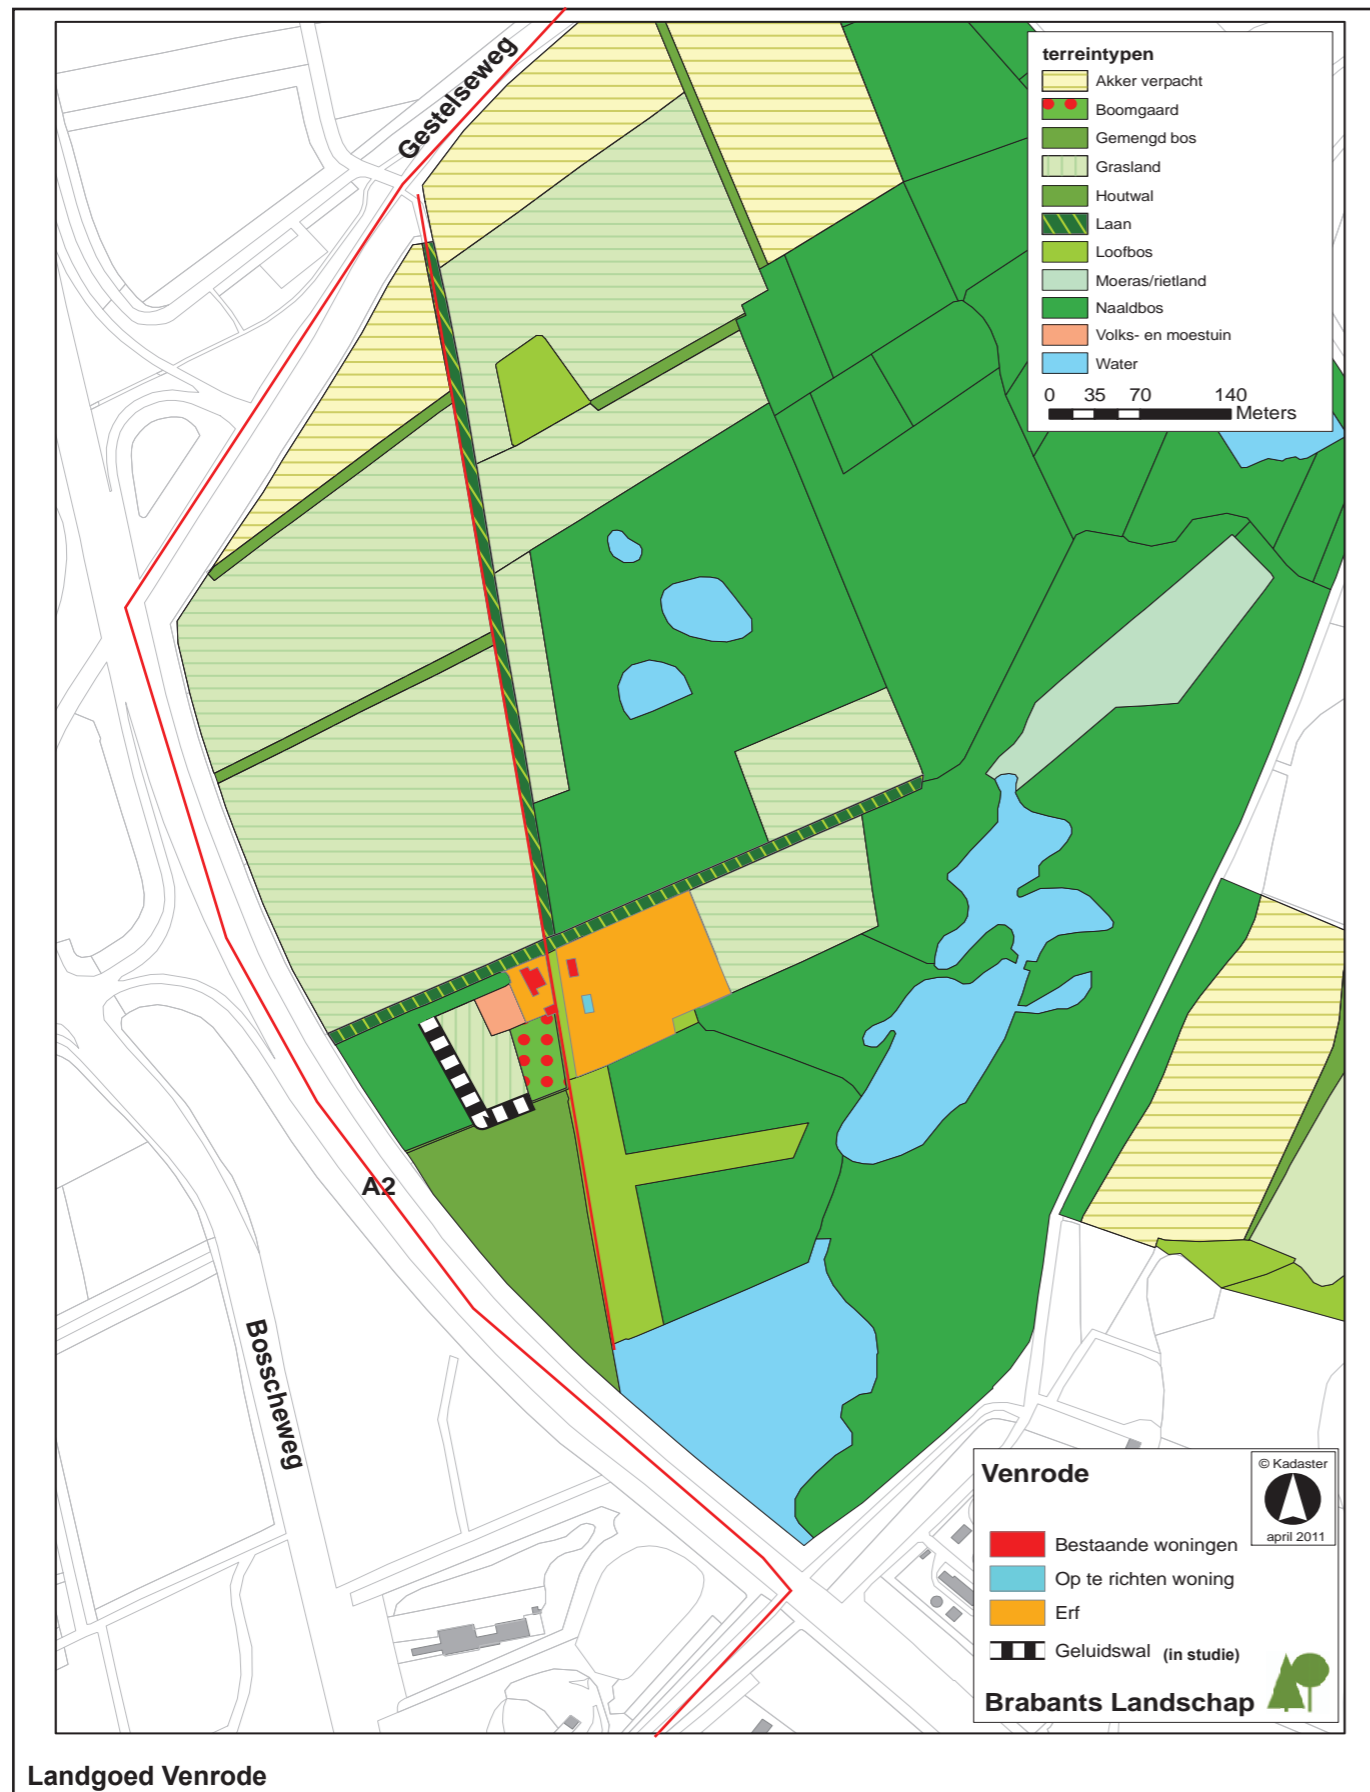 Gestelseweg
terreintypen
Akker verpacht
Boomgaard
Gemengd bos
Grasland
Houtwal
Laan
Loofbos
Moeras/rietland
Naaldbos
Volks- en moestuin
Water
0 35 70 140
Meters
A2
Bosscheweg
Venrode
© Kadaster
april 2011
Bestaande woningen
Op te richten woning
Erf
Geluidswal (in studie)
Brabants Landschap
Landgoed Venrode